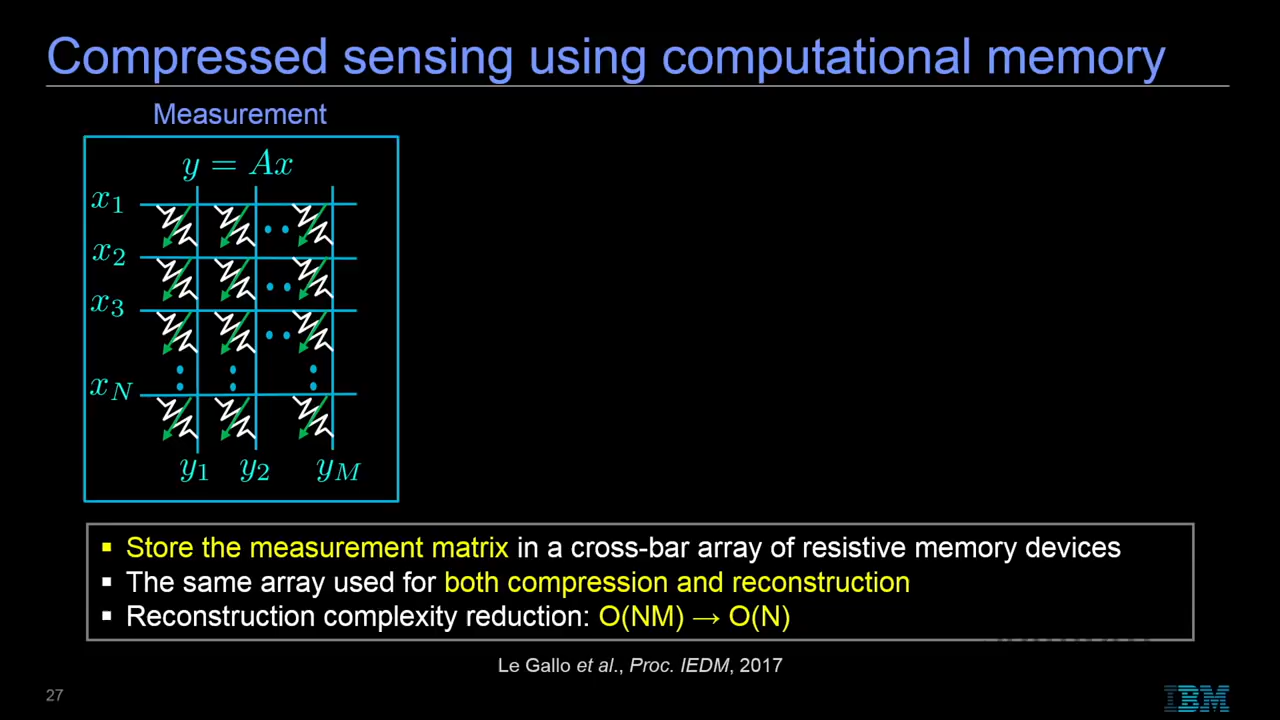 Compressed sensing using computational memory
Measurement
y = Ax
x1
x2
x3
xN
y1 y2 yM
▪ Store the measurement matrix in a cross-bar array of resistive memory devices
▪ The same array used for both compression and reconstruction
▪ Reconstruction complexity reduction: O(NM) → O(N)
Le Gallo et al., Proc. IEDM, 2017
27
IBM